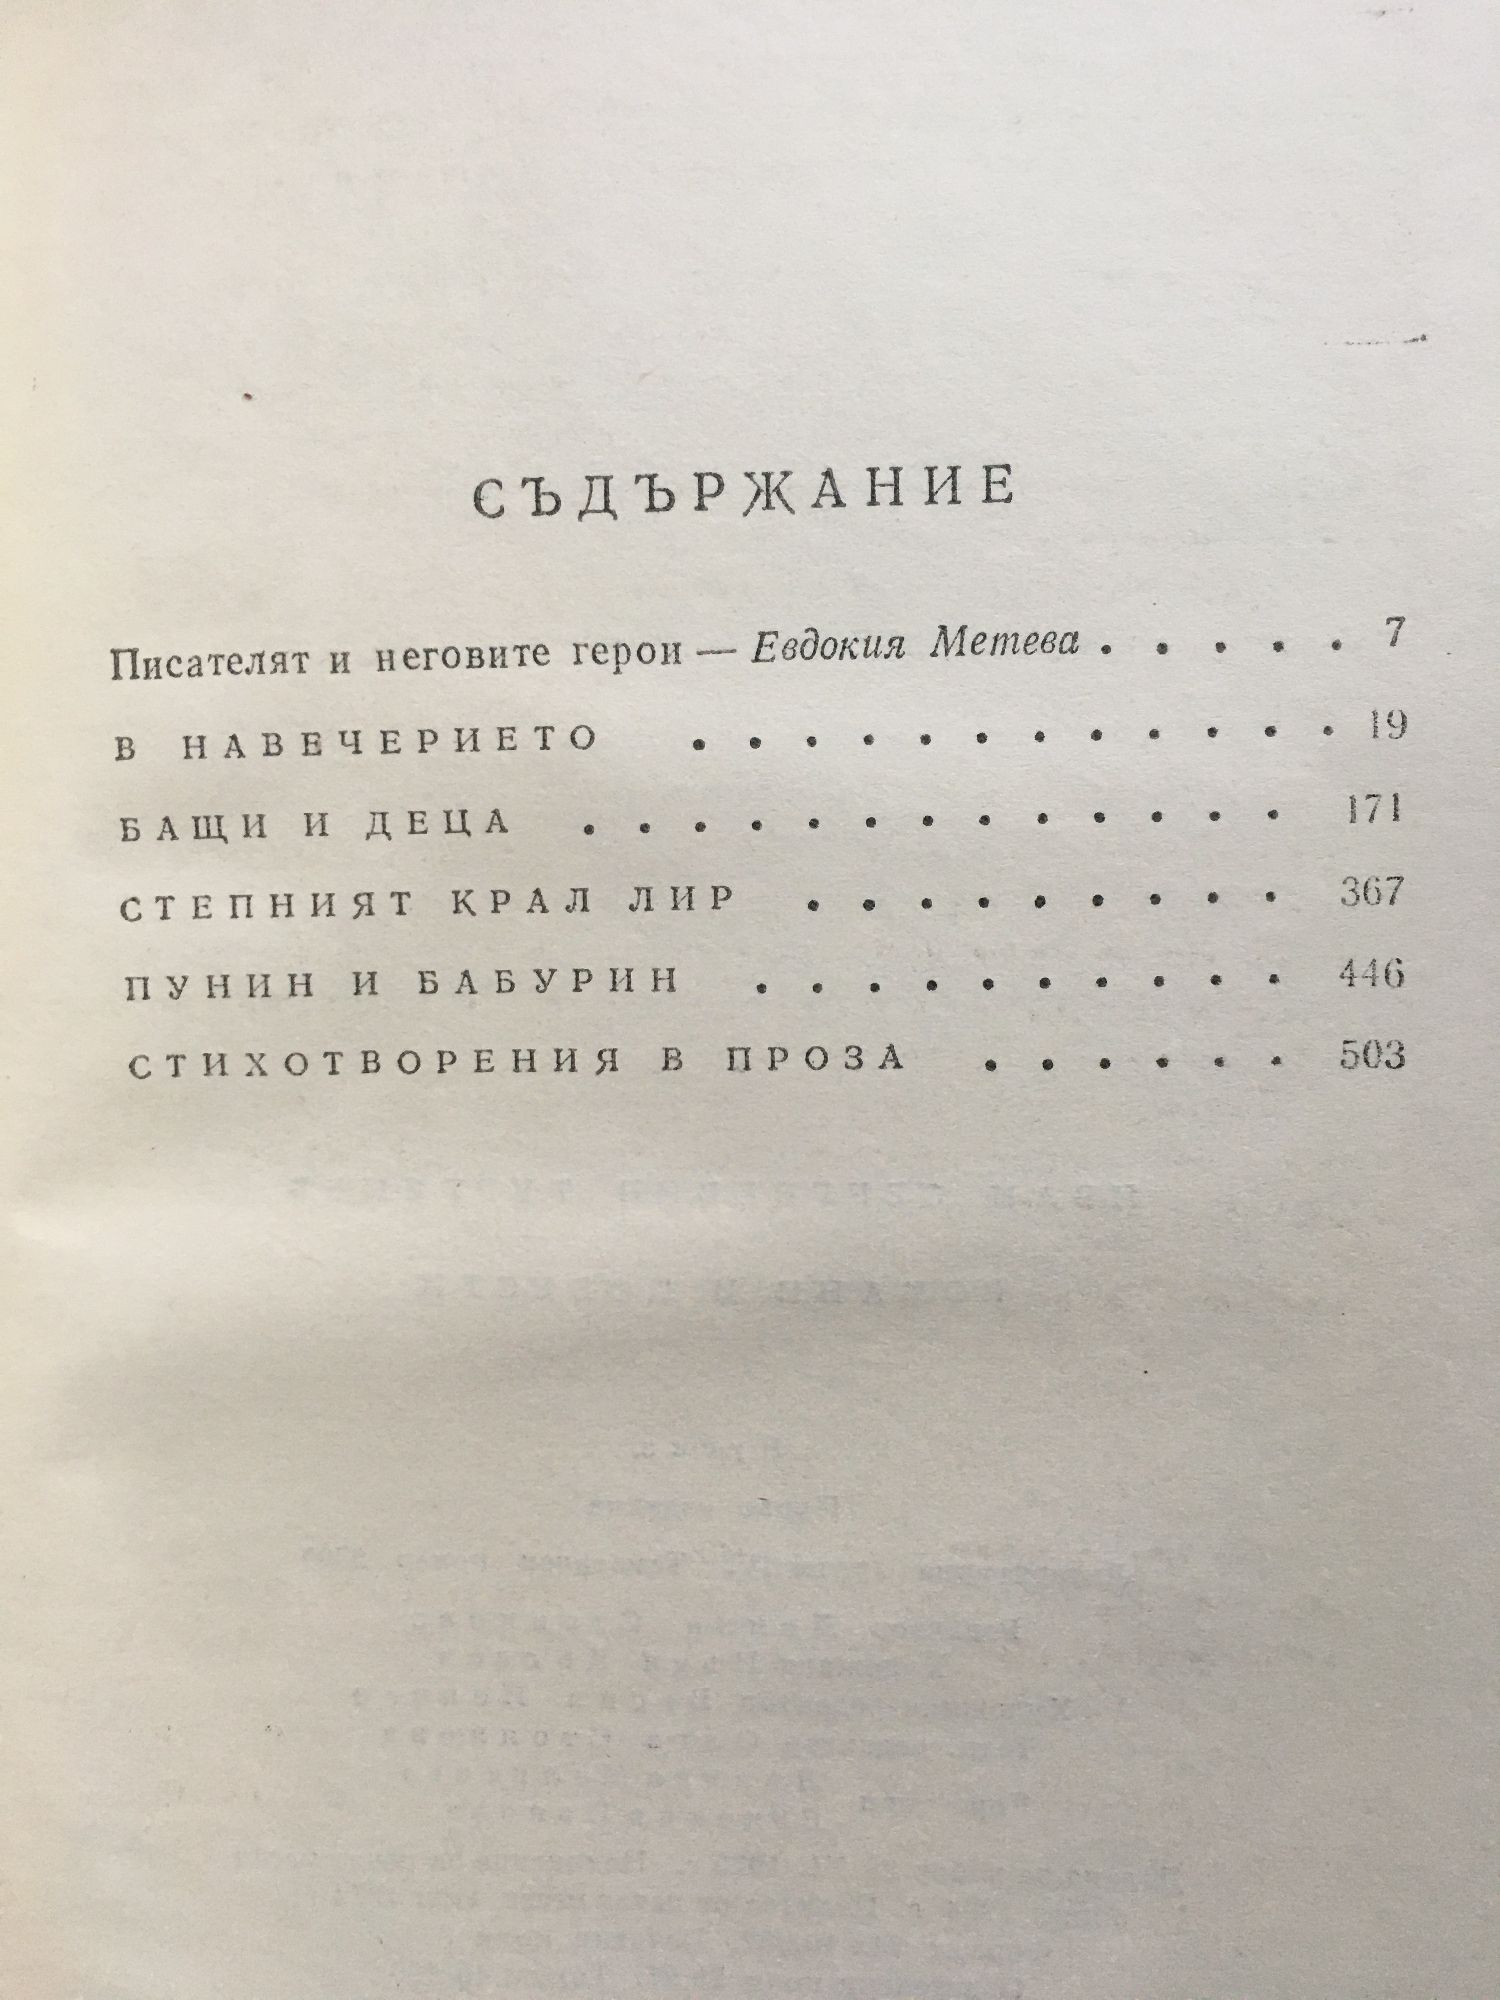 СЪДЪРЖАНИЕ
Писателят и неговите герои — Евдокия Метева . . . . . 7
В НАВЕЧЕРИЕТО . . . . . . . . . . . . 19
БАЩИ И ДЕЦА . . . . . . . . . . . . . 171
СТЕПНИЯТ КРАЛ ЛИР . . . . . . . . . 367
ПУНИН И БАБУРИН . . . . . . . . . . 446
СТИХОТВОРЕНИЯ В ПРОЗА . . . . . . 503